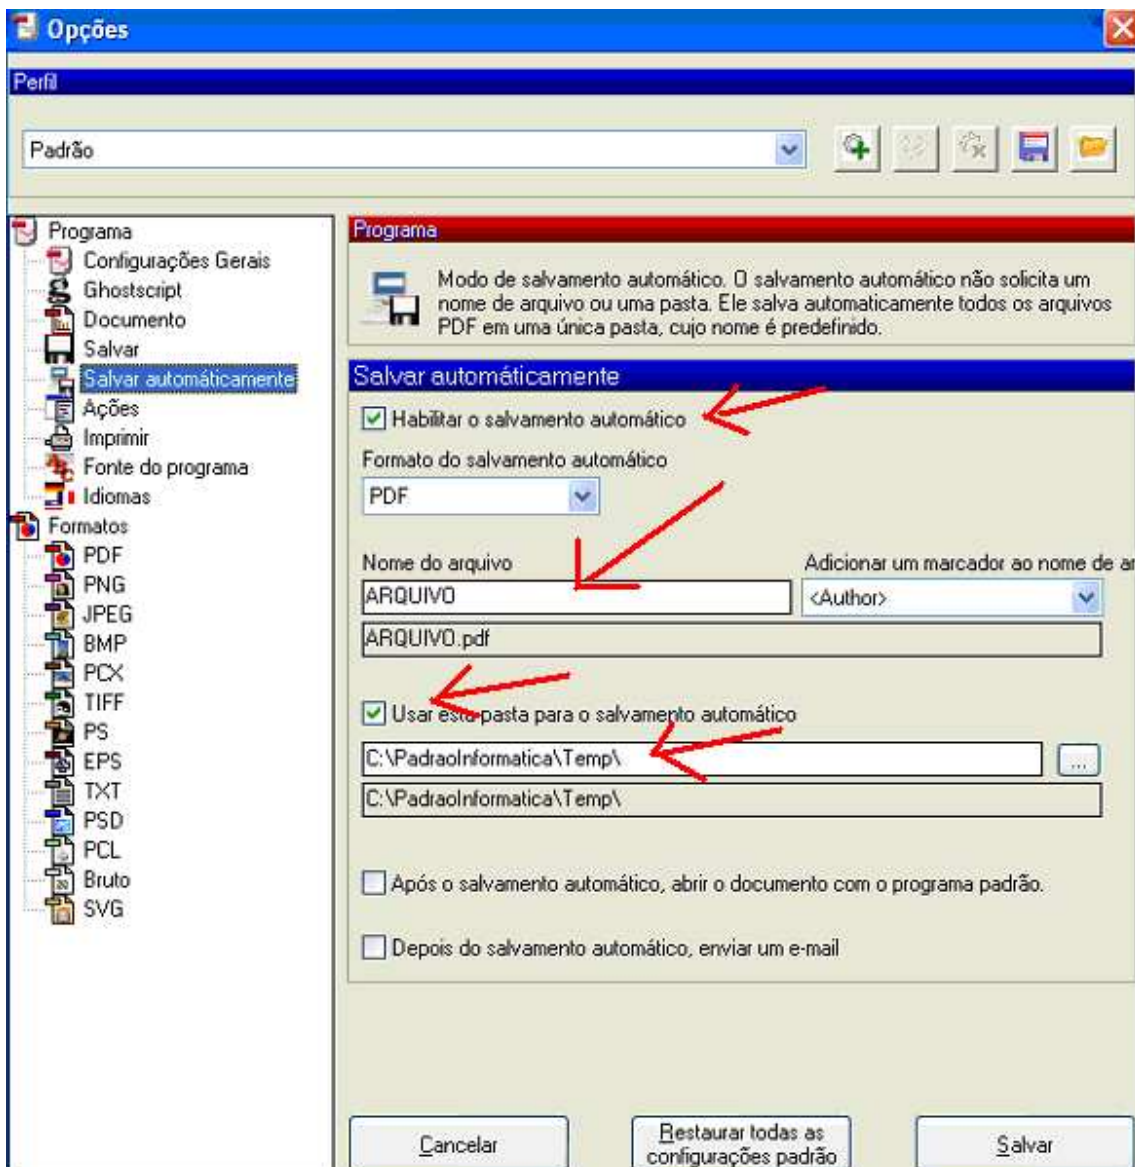 Opções
Perfil
Padrão
Programa
Configurações Gerais
Ghostscript
Documento
Salvar
Salvar automáticamente
Ações
Imprimir
Fonte do programa
Idiomas
Formatos
PDF
PNG
JPEG
BMP
PCX
TIFF
PS
EPS
TXT
PSD
PCL
Bruto
SVG
Programa
Modo de salvamento automático. O salvamento automático não solicita um
nome de arquivo ou uma pasta. Ele salva automaticamente todos os arquivos
PDF em uma única pasta, cujo nome é predefinido.
Salvar automáticamente
Habilitar o salvamento automático
Formato do salvamento automático
PDF
Nome do arquivo
Adicionar um marcador ao nome de ar
ARQUIVO
<Author>
ARQUIVO.pdf
Usar esta pasta para o salvamento automático
C:\PadraoInformatica\Temp\
...
C:\PadraoInformatica\Temp\
Após o salvamento automático, abrir o documento com o programa padrão.
Depois do salvamento automático, enviar um e-mail
Cancelar
Restaurar todas as
configurações padrão
Salvar